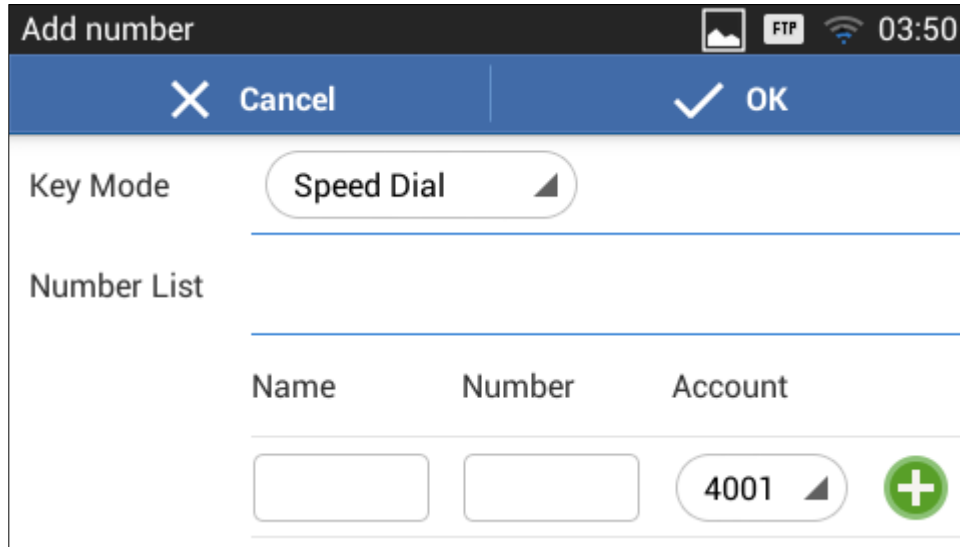 Add number FTP 03:50
Cancel OK
Key Mode Speed Dial
Number List
Name Number Account
4001